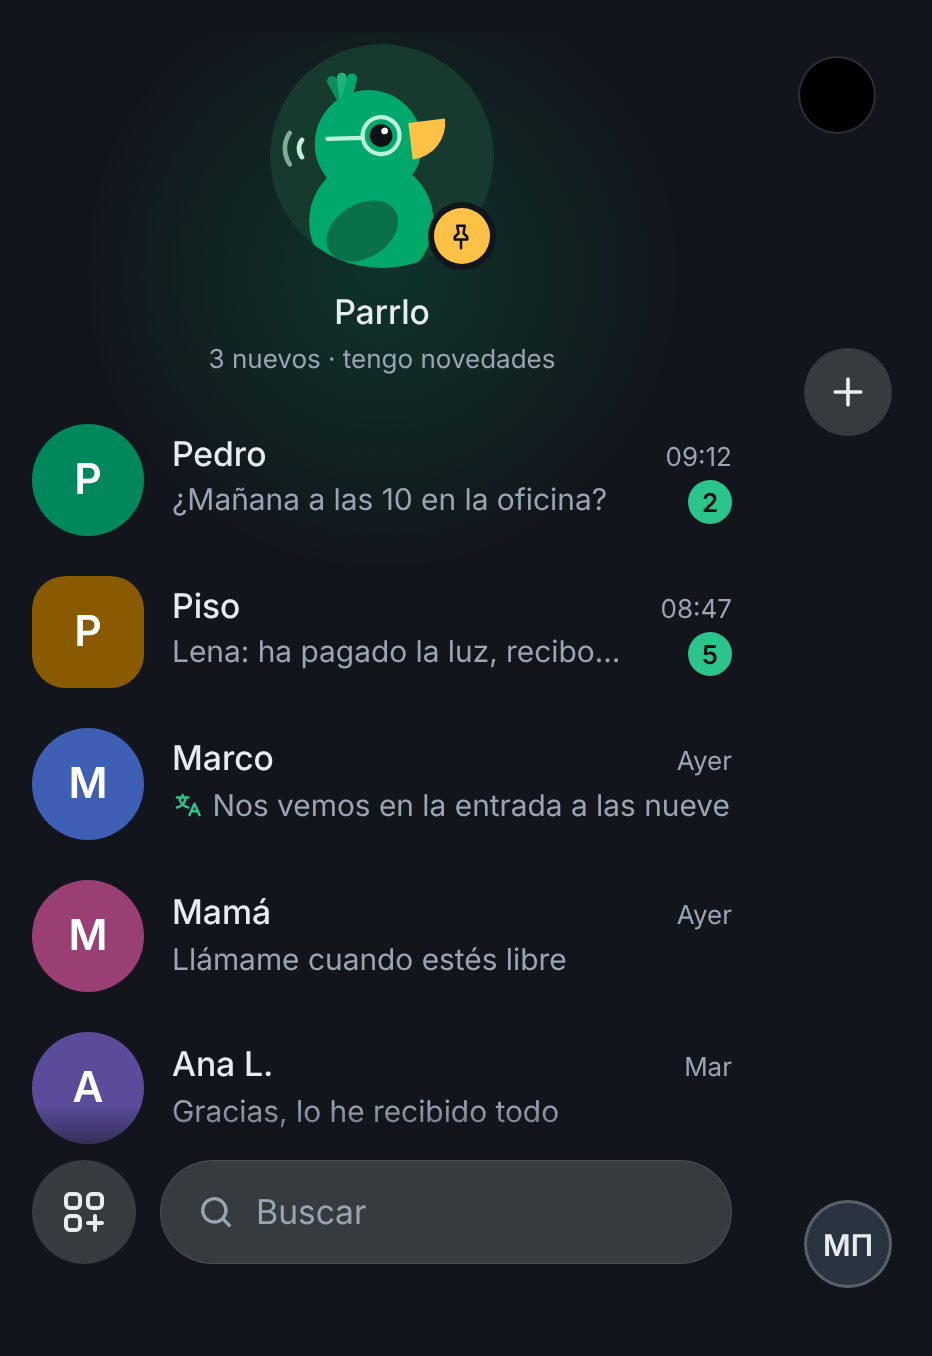 Parrlo
3 nuevos · tengo novedades
P
Pedro
09:12
¿Mañana a las 10 en la oficina?
2
P
Piso
08:47
Lena: ha pagado la luz, recibo...
5
M
Marco
Ayer
Nos vemos en la entrada a las nueve
M
Mamá
Ayer
Llámame cuando estés libre
A
Ana L.
Mar
Gracias, lo he recibido todo
Buscar
МП